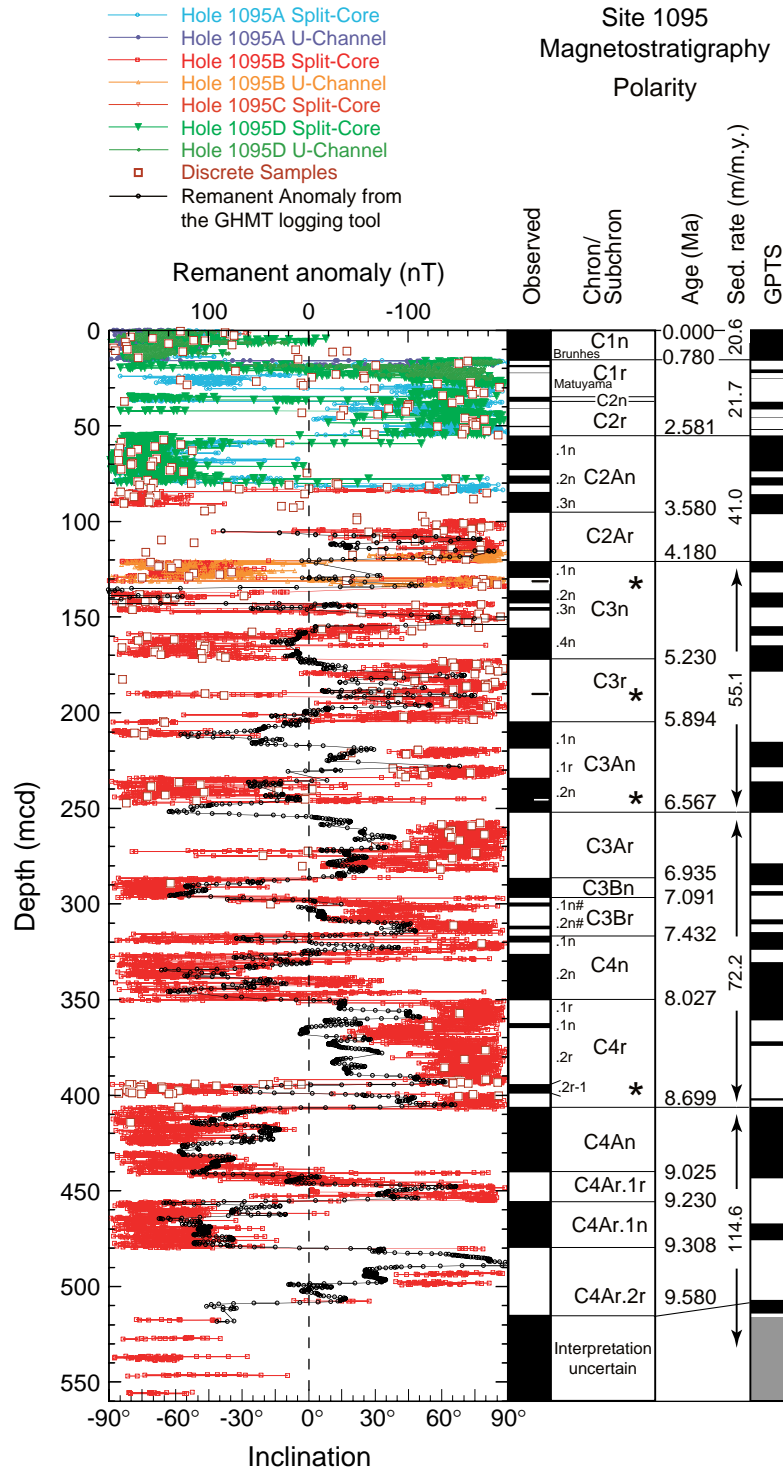 Hole 1095A Split-Core
Hole 1095A U-Channel
Hole 1095B Split-Core
Hole 1095B U-Channel
Hole 1095C Split-Core
Hole 1095D Split-Core
Hole 1095D U-Channel
Discrete Samples
Remanent Anomaly from
the GHMT logging tool
Site 1095
Magnetostratigraphy
Polarity
Remanent anomaly (nT)
100 0 -100
Observed
Chron/
Subchron
Age (Ma)
Sed. rate (m/m.y.)
GPTS
Depth (mcd)
0
50
100
150
200
250
300
350
400
450
500
550
-90° -60° -30° 0° 30° 60° 90°
Inclination
C1n
Brunhes
C1r
Matuyama
C2n
C2r
.1n
.2n
C2An
.3n
C2Ar
.1n
*
.2n
.3n
C3n
.4n
C3r
*
.1n
.1r
C3An
.2n
*
C3Ar
C3Bn
.1n#
.2n#
C3Br
.1n
C4n
.2n
.1r
.1n
C4r
.2r
.2r-1
*
C4An
C4Ar.1r
C4Ar.1n
C4Ar.2r
Interpretation
uncertain
0.000
0.780
2.581
3.580
4.180
5.230
5.894
6.567
6.935
7.091
7.432
8.027
8.699
9.025
9.230
9.308
9.580
20.6
21.7
41.0
55.1
72.2
114.6